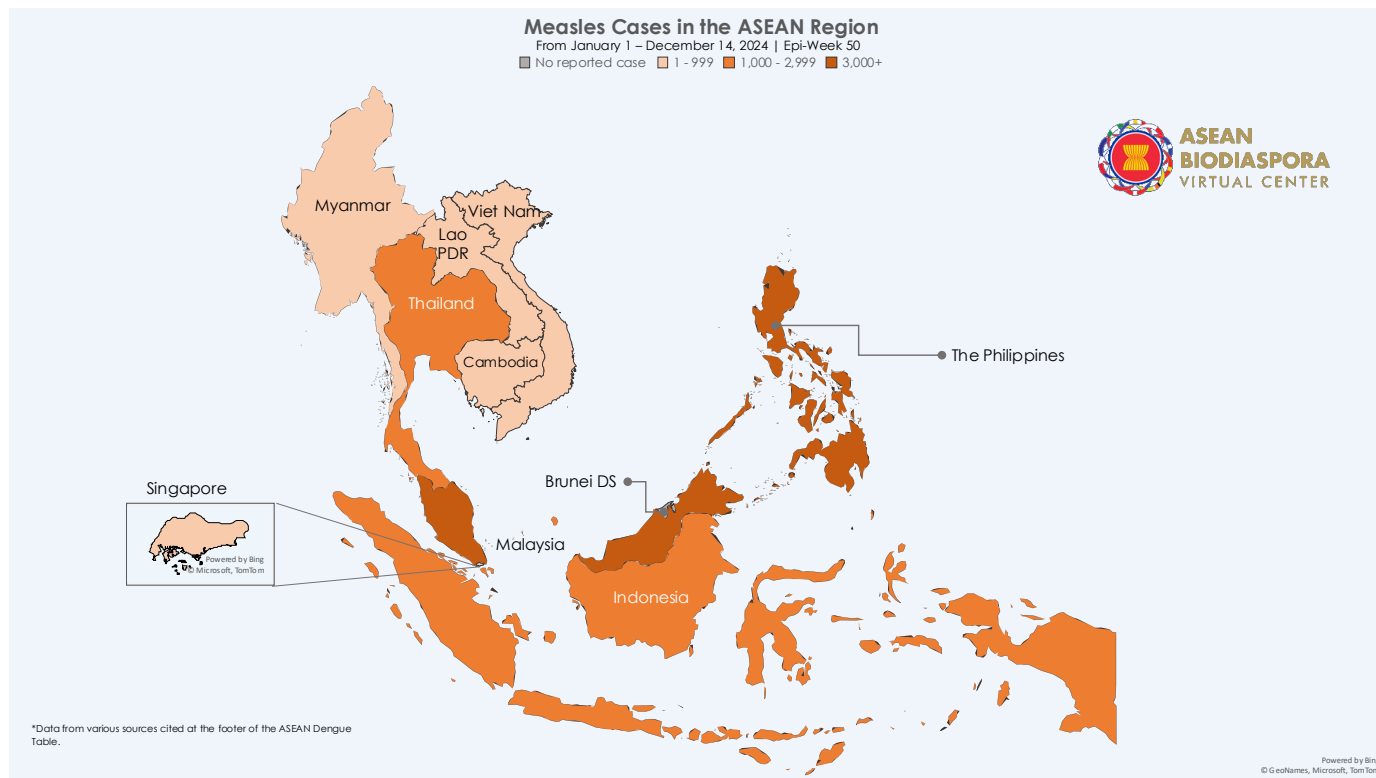 Measles Cases in the ASEAN Region
From January 1 – December 14, 2024 | Epi-Week 50
No reported case 1 - 999 1,000 - 2,999 3,000+
ASEAN
BIODIASPORA
VIRTUAL CENTER
Myanmar
Viet Nam
Lao
PDR
Thailand
Cambodia
The Philippines
Brunei DS
Singapore
Powered by Bing
© Microsoft, TomTom
Malaysia
Indonesia
*Data from various sources cited at the footer of the ASEAN Dengue
Table.
Powered by Bing
© GeoNames, Microsoft, TomTom